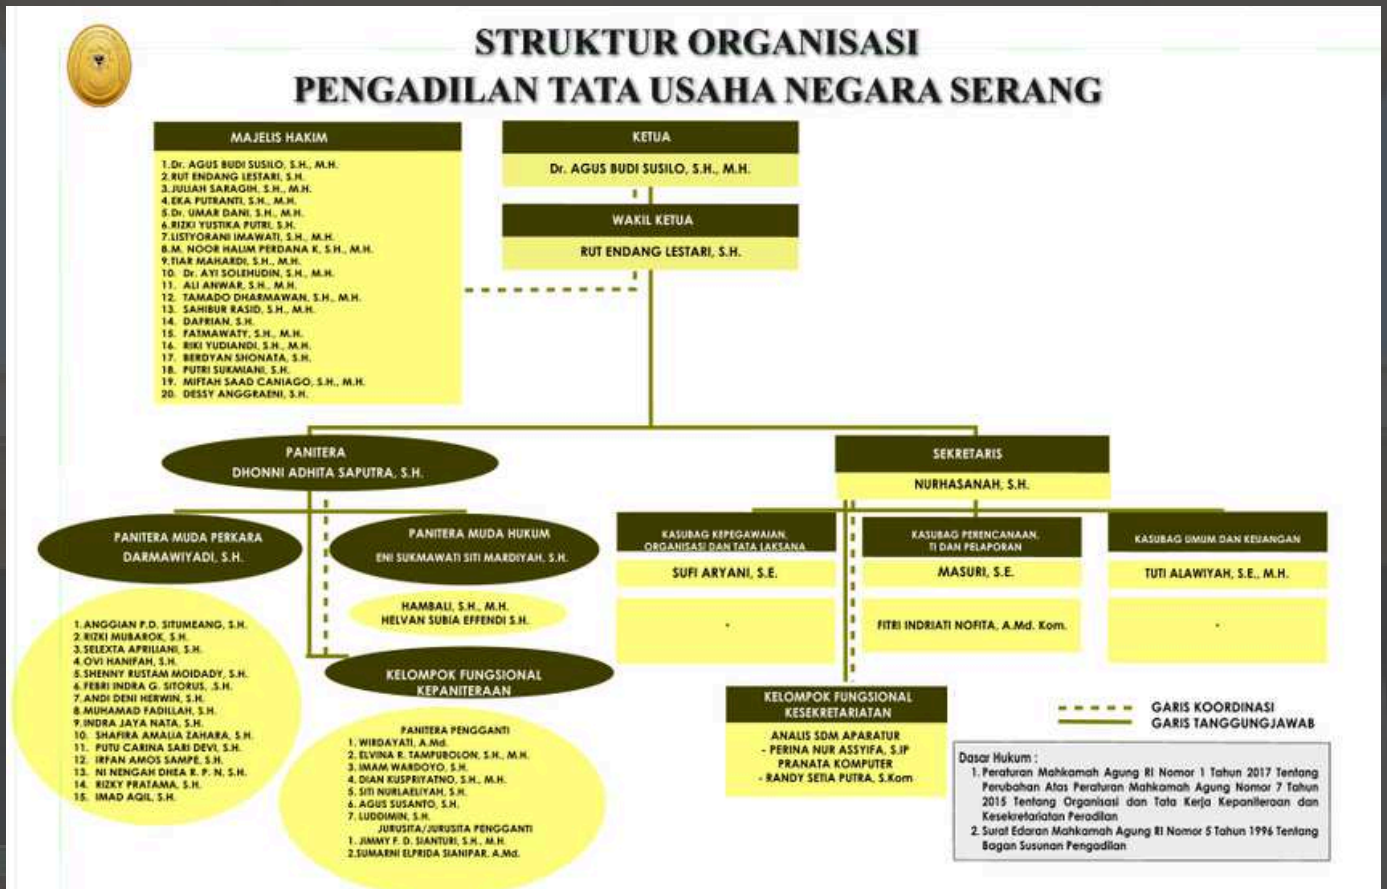 STRUKTUR ORGANISASI
PENGADILAN TATA USAHA NEGARA SERANG
MAJELIS HAKIM
1.Dr. AGUS BUDI SUSILO, S.H., M.H.
2.RUT ENDANG LESTARI, S.H.
3.JULIAH SARAGIH, S.H., M.H.
4.EKA PUTRANTI, S.H., M.H.
5.Dr. UMAR DANI, S.H., M.H.
6.RIZKI YUSTIKA PUTRI, S.H.
7.LISTYORANI IMAWATI, S.H., M.H.
8.M. NOOR HALIM PERDANA K, S.H., M.H.
9.TIAR MAHARDI, S.H., M.H.
10. Dr. AYI SOLEHUDIN, S.H., M.H.
11. ALI ANWAR, S.H., M.H.
12. TAMADO DHARMAWAN, S.H., M.H.
13. SAHIBUR RASID, S.H., M.H.
14. DAFRIAN, S.H.
15. FATMAWATY, S.H., M.H.
16. RIKI YUDIANDI, S.H., M.H.
17. BERDYAN SHONATA, S.H.
18. PUTRI SUKMIANI, S.H.
19. MIFTAH SAAD CANIAGO, S.H., M.H.
20. DESSY ANGGRAENI, S.H.
KETUA
Dr. AGUS BUDI SUSILO, S.H., M.H.
WAKIL KETUA
RUT ENDANG LESTARI, S.H.
PANITERA
DHONNI ADHITA SAPUTRA, S.H.
SEKRETARIS
NURHASANAH, S.H.
PANITERA MUDA PERKARA
DARMAWIYADI, S.H.
1.ANGGIAN P.D. SITUMEANG, S.H.
2.RIZKI MUBAROK, S.H.
3.SELEXTA APRILIANI, S.H.
4.OVI HANIFAH, S.H.
5.SHENNY RUSTAM MOIDADY, S.H.
6.FEBRI INDRA G. SITORUS, .S.H.
7.ANDI DENI HERWIN, S.H.
8.MUHAMAD FADILLAH, S.H.
9.INDRA JAYA NATA, S.H.
10. SHAFIRA AMALIA ZAHARA, S.H.
11. PUTU CARINA SARI DEVI, S.H.
12. IRFAN AMOS SAMPE, S.H.
13. NI NENGAH DHEA R. P. N, S.H.
14. RIZKY PRATAMA, S.H.
15. IMAD AQIL, S.H.
PANITERA MUDA HUKUM
ENI SUKMAWATI SITI MARDIYAH, S.H.
HAMBALI, S.H., M.H.
HELVAN SUBIA EFFENDI S.H.
KELOMPOK FUNGSIONAL
KEPANITERAAN
PANITERA PENGGANTI
1. WIRDAYATI, A.Md.
2. ELVINA R. TAMPUBOLON, S.H., M.H.
3. IMAM WARDOYO, S.H.
4. DIAN KUSPRIYATNO, S.H., M.H.
5. SITI NURLAELIYAH, S.H.
6. AGUS SUSANTO, S.H.
7. LUDDIMIN, S.H.
JURUSITA/JURUSITA PENGGANTI
1. JIMMY F. D. SIANTURI, S.H., M.H.
2.SUMARNI ELPRIDA SIANIPAR, A.Md.
KASUBAG KEPEGAWAIAN,
ORGANISASI DAN TATA LAKSANA
SUFI ARYANI, S.E.
-
KASUBAG PERENCANAAN,
TI DAN PELAPORAN
MASURI, S.E.
FITRI INDRIATI NOFITA, A.Md. Kom.
KASUBAG UMUM DAN KEUANGAN
TUTI ALAWIYAH, S.E., M.H.
-
KELOMPOK FUNGSIONAL
KESEKRETARIATAN
ANALIS SDM APARATUR
- PERINA NUR ASSYIFA, S.IP
PRANATA KOMPUTER
- RANDY SETIA PUTRA, S.Kom
GARIS KOORDINASI
GARIS TANGGUNGJAWAB
Dasar Hukum :
1. Peraturan Mahkamah Agung RI Nomor 1 Tahun 2017 Tentang
Perubahan Atas Peraturan Mahkamah Agung Nomor 7 Tahun
2015 Tentang Organisasi dan Tata Kerja Kepaniteraan dan
Kesekretariatan Peradilan
2. Surat Edaran Mahkamah Agung RI Nomor 5 Tahun 1996 Tentang
Bagan Susunan Pengadilan